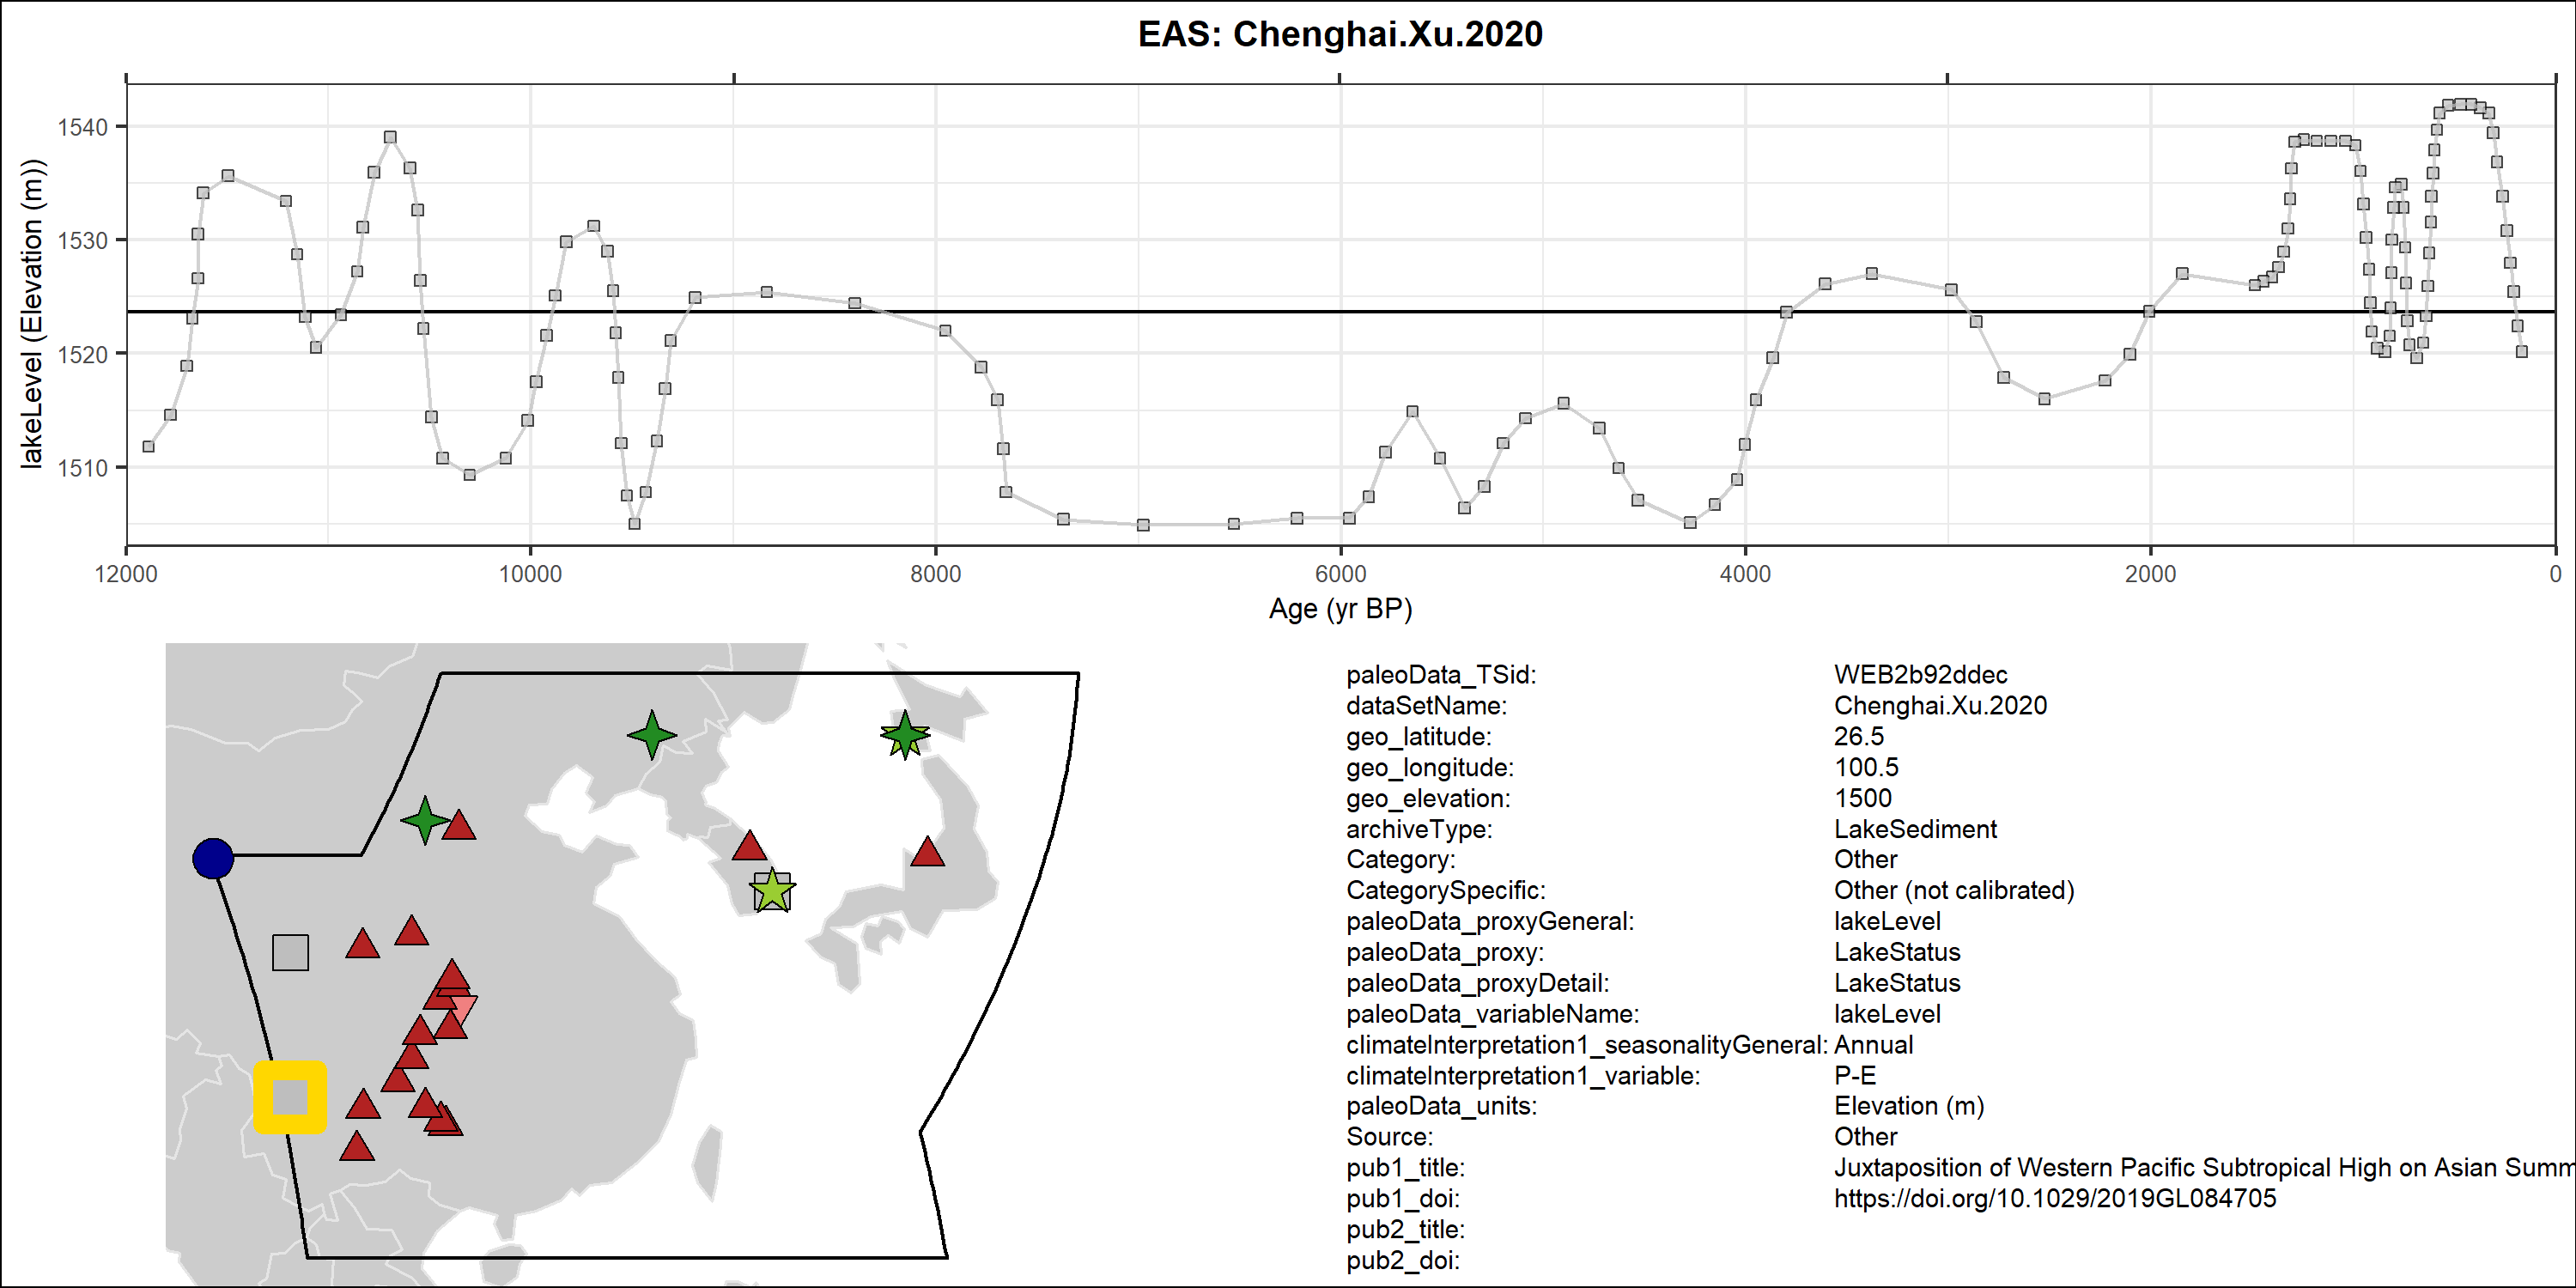 EAS: Chenghai.Xu.2020
lakeLevel (Elevation (m))
1540
1530
1520
1510
12000 10000 8000 6000 4000 2000 0
Age (yr BP)
paleoData_TSid: WEB2b92ddec
dataSetName: Chenghai.Xu.2020
geo_latitude: 26.5
geo_longitude: 100.5
geo_elevation: 1500
archiveType: LakeSediment
Category: Other
CategorySpecific: Other (not calibrated)
paleoData_proxyGeneral: lakeLevel
paleoData_proxy: LakeStatus
paleoData_proxyDetail: LakeStatus
paleoData_variableName: lakeLevel
climateInterpretation1_seasonalityGeneral: Annual
climateInterpretation1_variable: P-E
paleoData_units: Elevation (m)
Source: Other
pub1_title: Juxtaposition of Western Pacific Subtropical High on Asian Summ
pub1_doi: https://doi.org/10.1029/2019GL084705
pub2_title:
pub2_doi: